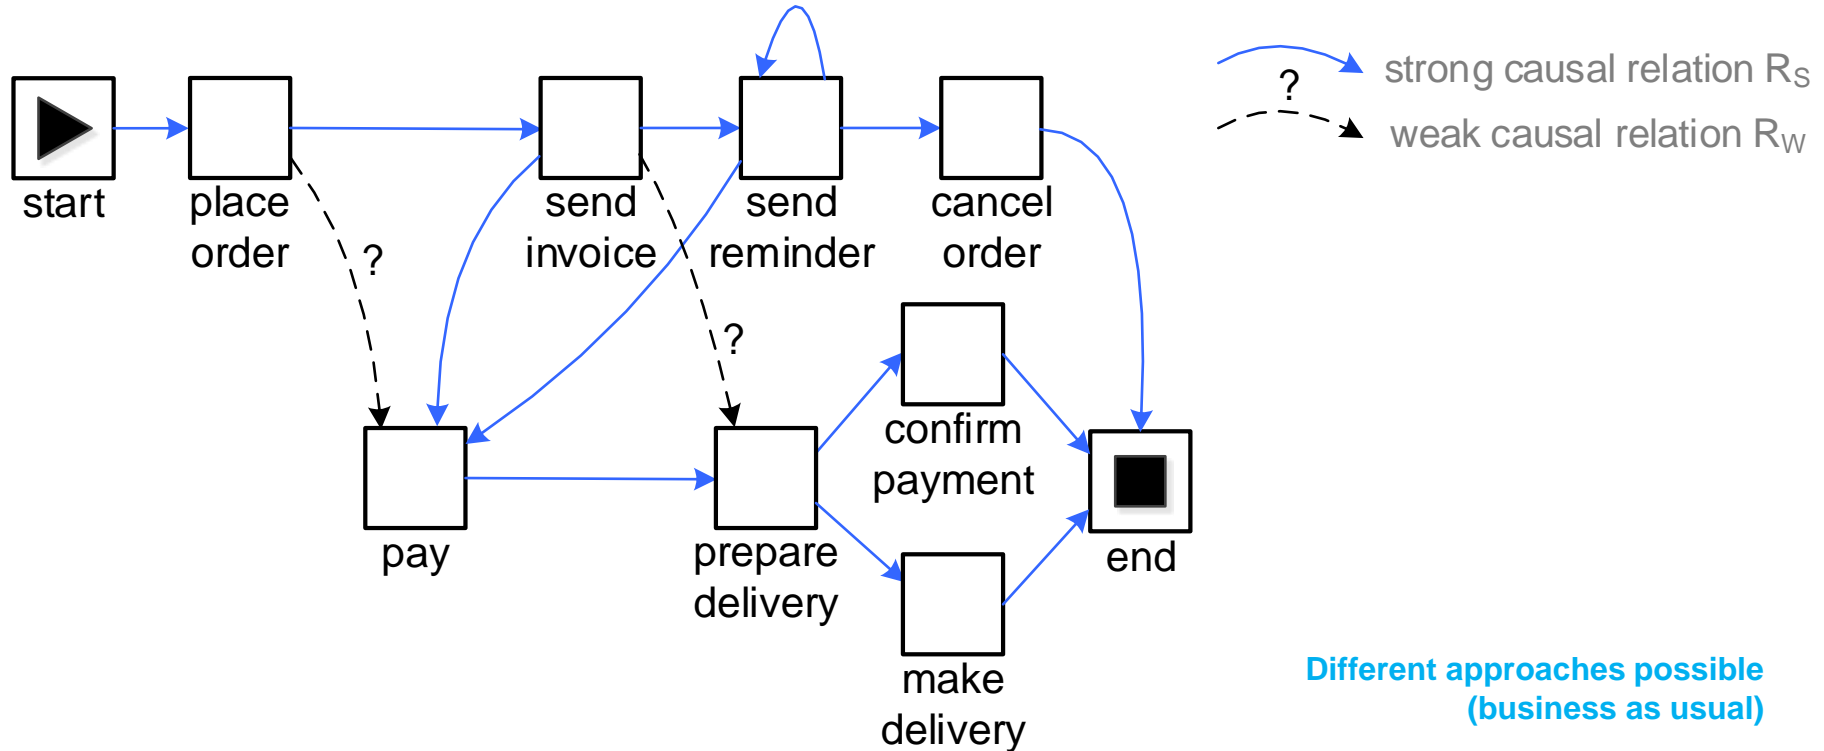 ?
strong causal relation RS
weak causal relation RW
start
place
order
send
invoice
send
reminder
cancel
order
?
?
confirm
payment
pay
prepare
delivery
end
make
delivery
Different approaches possible
(business as usual)